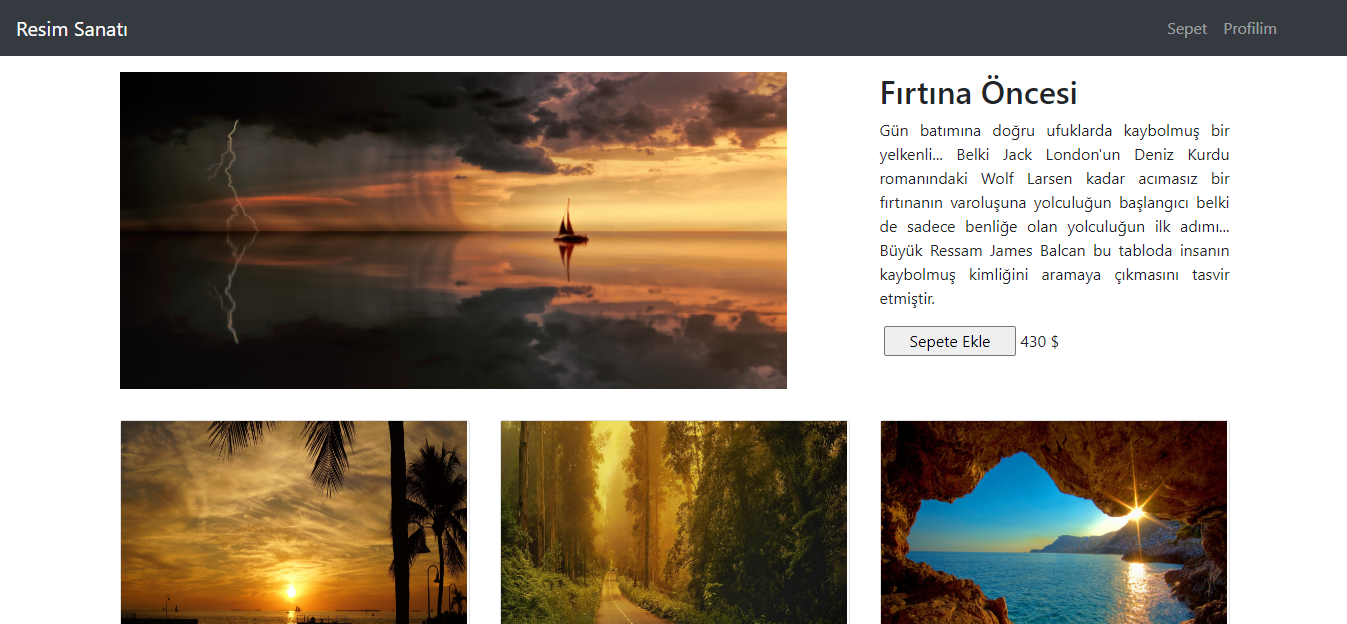 Resim Sanatı
Sepet Profilim
Fırtına Öncesi
Gün batımına doğru ufuklarda kaybolmuş bir
yelkenli... Belki Jack London'un Deniz Kurdu
romanındaki Wolf Larsen kadar acımasız bir
fırtınanın varoluşuna yolculuğun başlangıcı belki
de sadece benliğe olan yolculuğun ilk adımı...
Büyük Ressam James Balcan bu tabloda insanın
kaybolmuş kimliğini aramaya çıkmasını tasvir
etmiştir.
Sepete Ekle 430 $